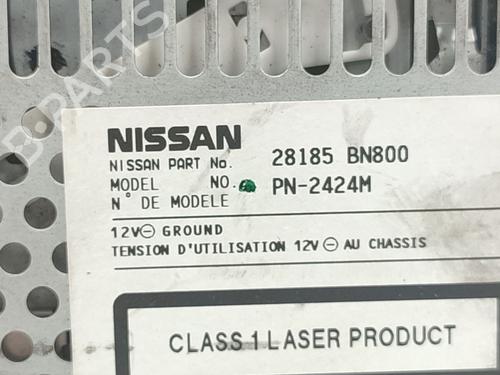 B-PARTS
NISSAN
NISSAN PART No. 28185 BN800
MODEL NO. PN-2424M
N° DE MODELE
12V⊖ GROUND
TENSION D'UTILISATION 12V ⊖ AU CHASSIS
CLASS 1 LASER PRODUCT